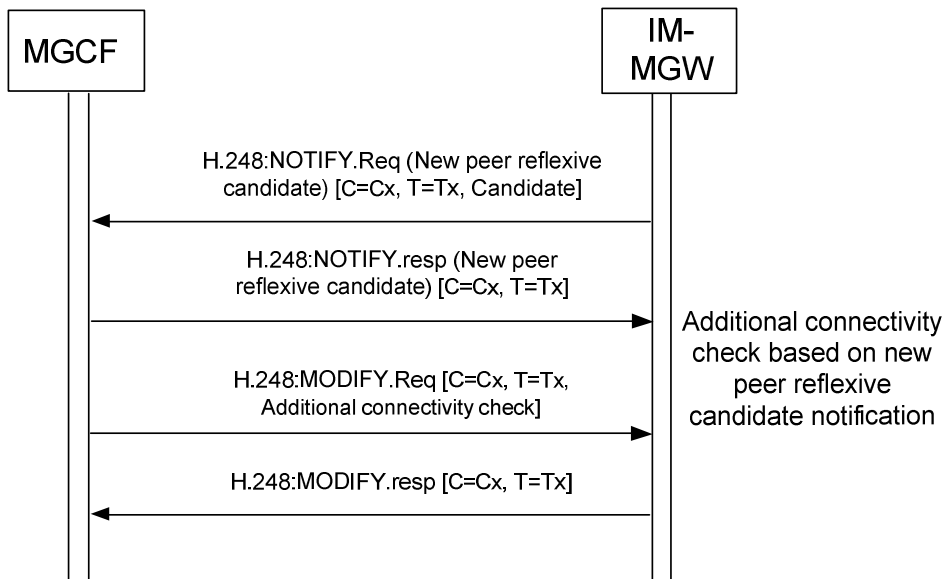 MGCF
IM-
MGW
H.248:NOTIFY.Req (New peer reflexive
candidate) [C=Cx, T=Tx, Candidate]
H.248:NOTIFY.resp (New peer
reflexive candidate) [C=Cx, T=Tx]
H.248:MODIFY.Req [C=Cx, T=Tx,
Additional connectivity check]
H.248:MODIFY.resp [C=Cx, T=Tx]
Additional connectivity
check based on new
peer reflexive
candidate notification